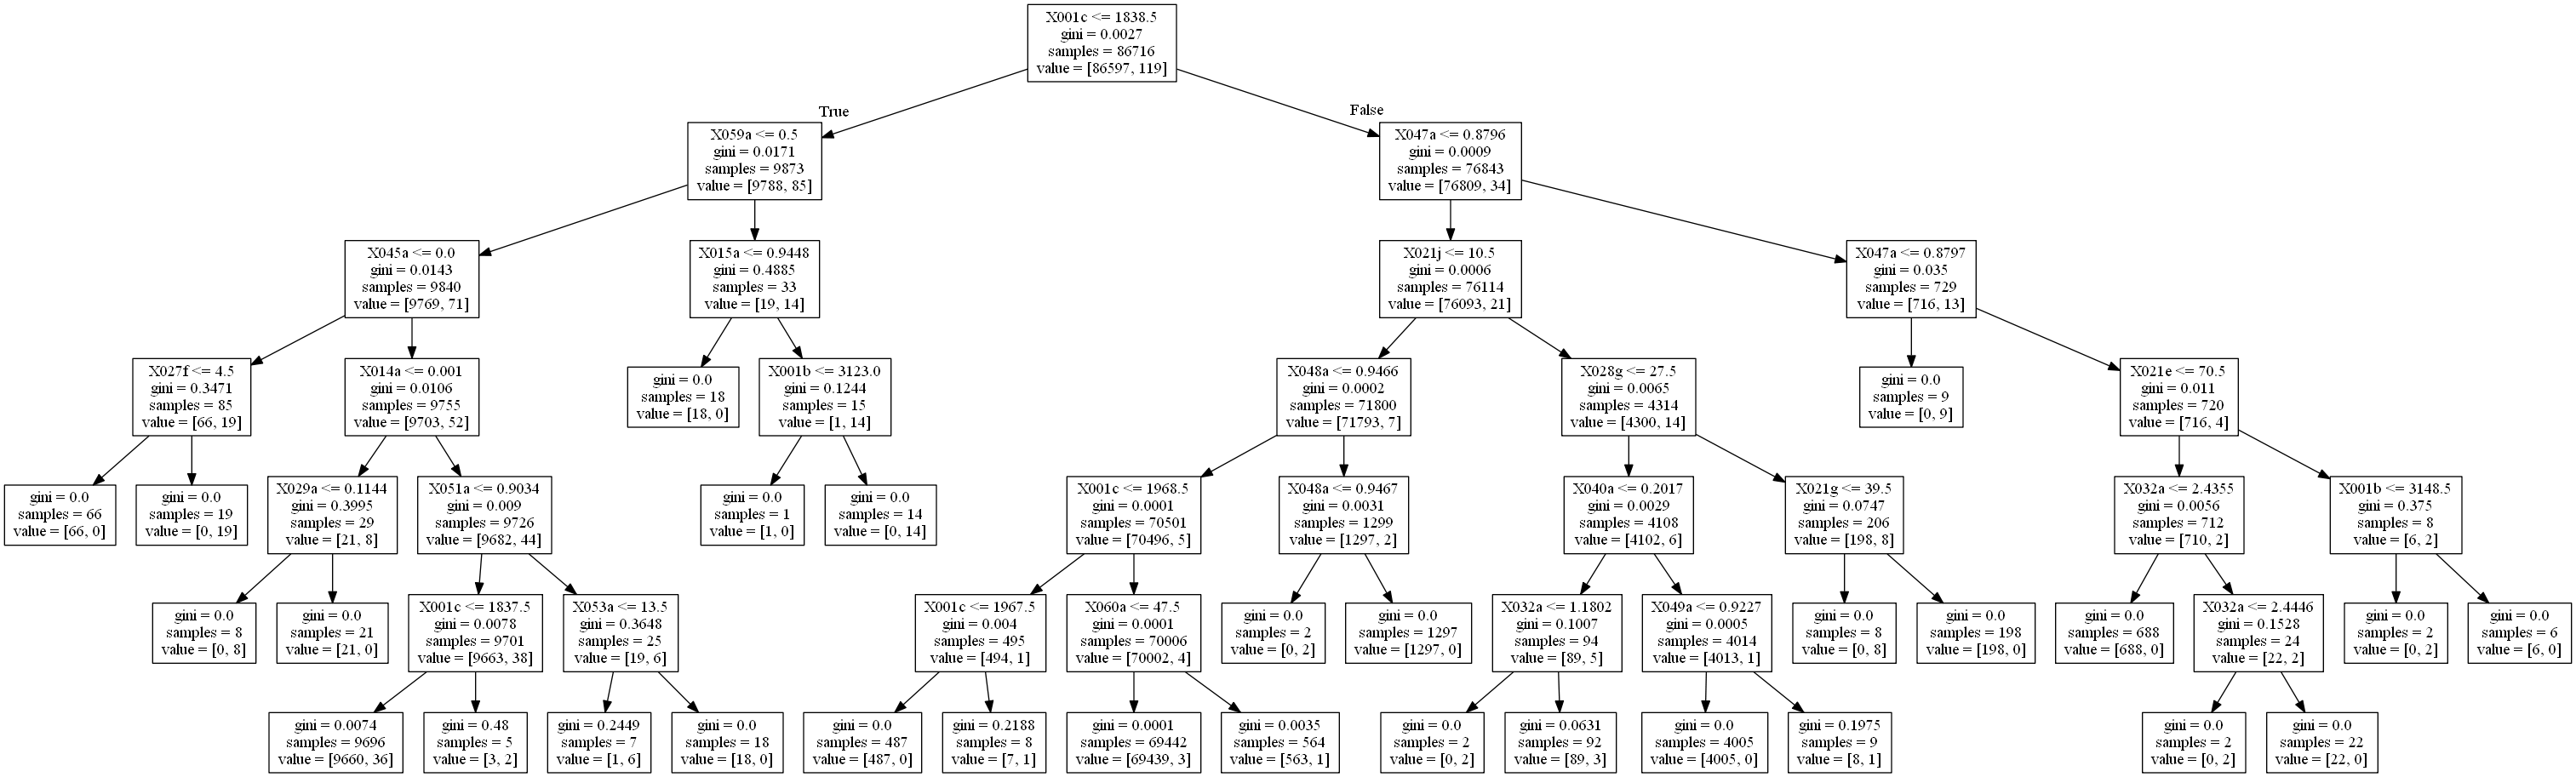 X001c <= 1838.5
gini = 0.0027
samples = 86716
value = [86597, 119]
True
False
X059a <= 0.5
gini = 0.0171
samples = 9873
value = [9788, 85]
X047a <= 0.8796
gini = 0.0009
samples = 76843
value = [76809, 34]
X045a <= 0.0
gini = 0.0143
samples = 9840
value = [9769, 71]
X015a <= 0.9448
gini = 0.4885
samples = 33
value = [19, 14]
X021j <= 10.5
gini = 0.0006
samples = 76114
value = [76093, 21]
X047a <= 0.8797
gini = 0.035
samples = 729
value = [716, 13]
X027f <= 4.5
gini = 0.3471
samples = 85
value = [66, 19]
X014a <= 0.001
gini = 0.0106
samples = 9755
value = [9703, 52]
gini = 0.0
samples = 18
value = [18, 0]
X001b <= 3123.0
gini = 0.1244
samples = 15
value = [1, 14]
X048a <= 0.9466
gini = 0.0002
samples = 71800
value = [71793, 7]
X028g <= 27.5
gini = 0.0065
samples = 4314
value = [4300, 14]
gini = 0.0
samples = 9
value = [0, 9]
X021e <= 70.5
gini = 0.011
samples = 720
value = [716, 4]
gini = 0.0
samples = 66
value = [66, 0]
gini = 0.0
samples = 19
value = [0, 19]
X029a <= 0.1144
gini = 0.3995
samples = 29
value = [21, 8]
X051a <= 0.9034
gini = 0.009
samples = 9726
value = [9682, 44]
gini = 0.0
samples = 1
value = [1, 0]
gini = 0.0
samples = 14
value = [0, 14]
X001c <= 1968.5
gini = 0.0001
samples = 70501
value = [70496, 5]
X048a <= 0.9467
gini = 0.0031
samples = 1299
value = [1297, 2]
X040a <= 0.2017
gini = 0.0029
samples = 4108
value = [4102, 6]
X021g <= 39.5
gini = 0.0747
samples = 206
value = [198, 8]
X032a <= 2.4355
gini = 0.0056
samples = 712
value = [710, 2]
X001b <= 3148.5
gini = 0.375
samples = 8
value = [6, 2]
gini = 0.0
samples = 8
value = [0, 8]
gini = 0.0
samples = 21
value = [21, 0]
X001c <= 1837.5
gini = 0.0078
samples = 9701
value = [9663, 38]
X053a <= 13.5
gini = 0.3648
samples = 25
value = [19, 6]
X001c <= 1967.5
gini = 0.004
samples = 495
value = [494, 1]
X060a <= 47.5
gini = 0.0001
samples = 70006
value = [70002, 4]
gini = 0.0
samples = 2
value = [0, 2]
gini = 0.0
samples = 1297
value = [1297, 0]
X032a <= 1.1802
gini = 0.1007
samples = 94
value = [89, 5]
X049a <= 0.9227
gini = 0.0005
samples = 4014
value = [4013, 1]
gini = 0.0
samples = 8
value = [0, 8]
gini = 0.0
samples = 198
value = [198, 0]
gini = 0.0
samples = 688
value = [688, 0]
X032a <= 2.4446
gini = 0.1528
samples = 24
value = [22, 2]
gini = 0.0
samples = 2
value = [0, 2]
gini = 0.0
samples = 6
value = [6, 0]
gini = 0.0074
samples = 9696
value = [9660, 36]
gini = 0.48
samples = 5
value = [3, 2]
gini = 0.2449
samples = 7
value = [1, 6]
gini = 0.0
samples = 18
value = [18, 0]
gini = 0.0
samples = 487
value = [487, 0]
gini = 0.2188
samples = 8
value = [7, 1]
gini = 0.0001
samples = 69442
value = [69439, 3]
gini = 0.0035
samples = 564
value = [563, 1]
gini = 0.0
samples = 2
value = [0, 2]
gini = 0.0631
samples = 92
value = [89, 3]
gini = 0.0
samples = 4005
value = [4005, 0]
gini = 0.1975
samples = 9
value = [8, 1]
gini = 0.0
samples = 2
value = [0, 2]
gini = 0.0
samples = 22
value = [22, 0]